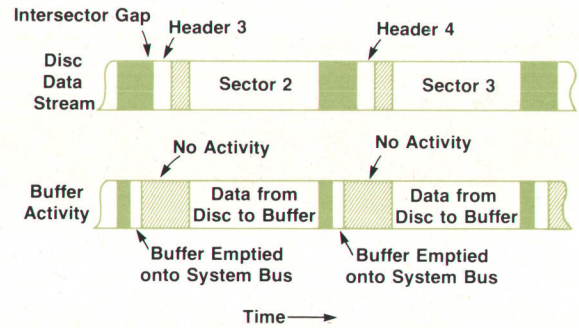 Intersector Gap
Header 3
Header 4
Disc
Data
Stream
Sector 2
Sector 3
No Activity
No Activity
Buffer
Activity
Data from
Disc to Buffer
Data from
Disc to Buffer
Buffer Emptied
onto System Bus
Buffer Emptied
onto System Bus
Time